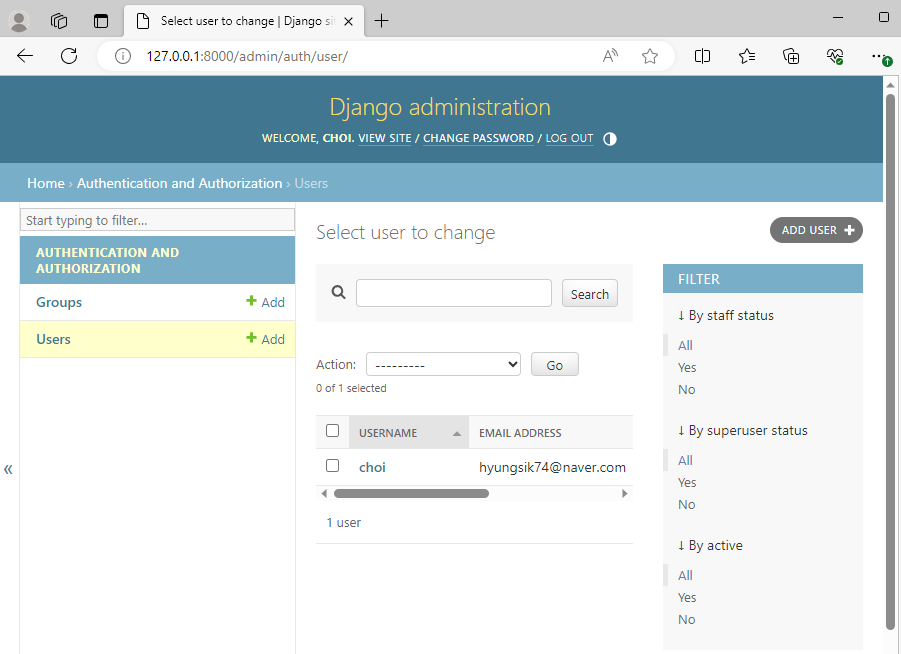 Select user to change | Django si
127.0.0.1:8000/admin/auth/user/
Django administration
WELCOME, CHOI. VIEW SITE / CHANGE PASSWORD / LOG OUT
Home › Authentication and Authorization › Users
Start typing to filter...
AUTHENTICATION AND
AUTHORIZATION
Groups + Add
Users + Add
«
Select user to change
ADD USER +
Search
Action: ---------
Go
0 of 1 selected
USERNAME EMAIL ADDRESS
choi hyungsik74@naver.com
1 user
FILTER
↓ By staff status
All
Yes
No
↓ By superuser status
All
Yes
No
↓ By active
All
Yes
No